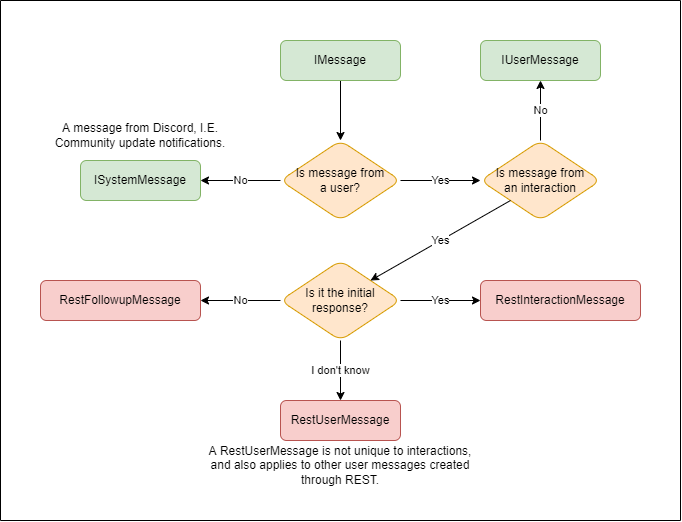 IMessage
IUserMessage
No
A message from Discord, I.E.
Community update notifications.
ISystemMessage
No
Is message from
a user?
Yes
Is message from
an interaction
Yes
RestFollowupMessage
No
Is it the initial
response?
Yes
RestInteractionMessage
I don't know
RestUserMessage
A RestUserMessage is not unique to interactions,
and also applies to other user messages created
through REST.